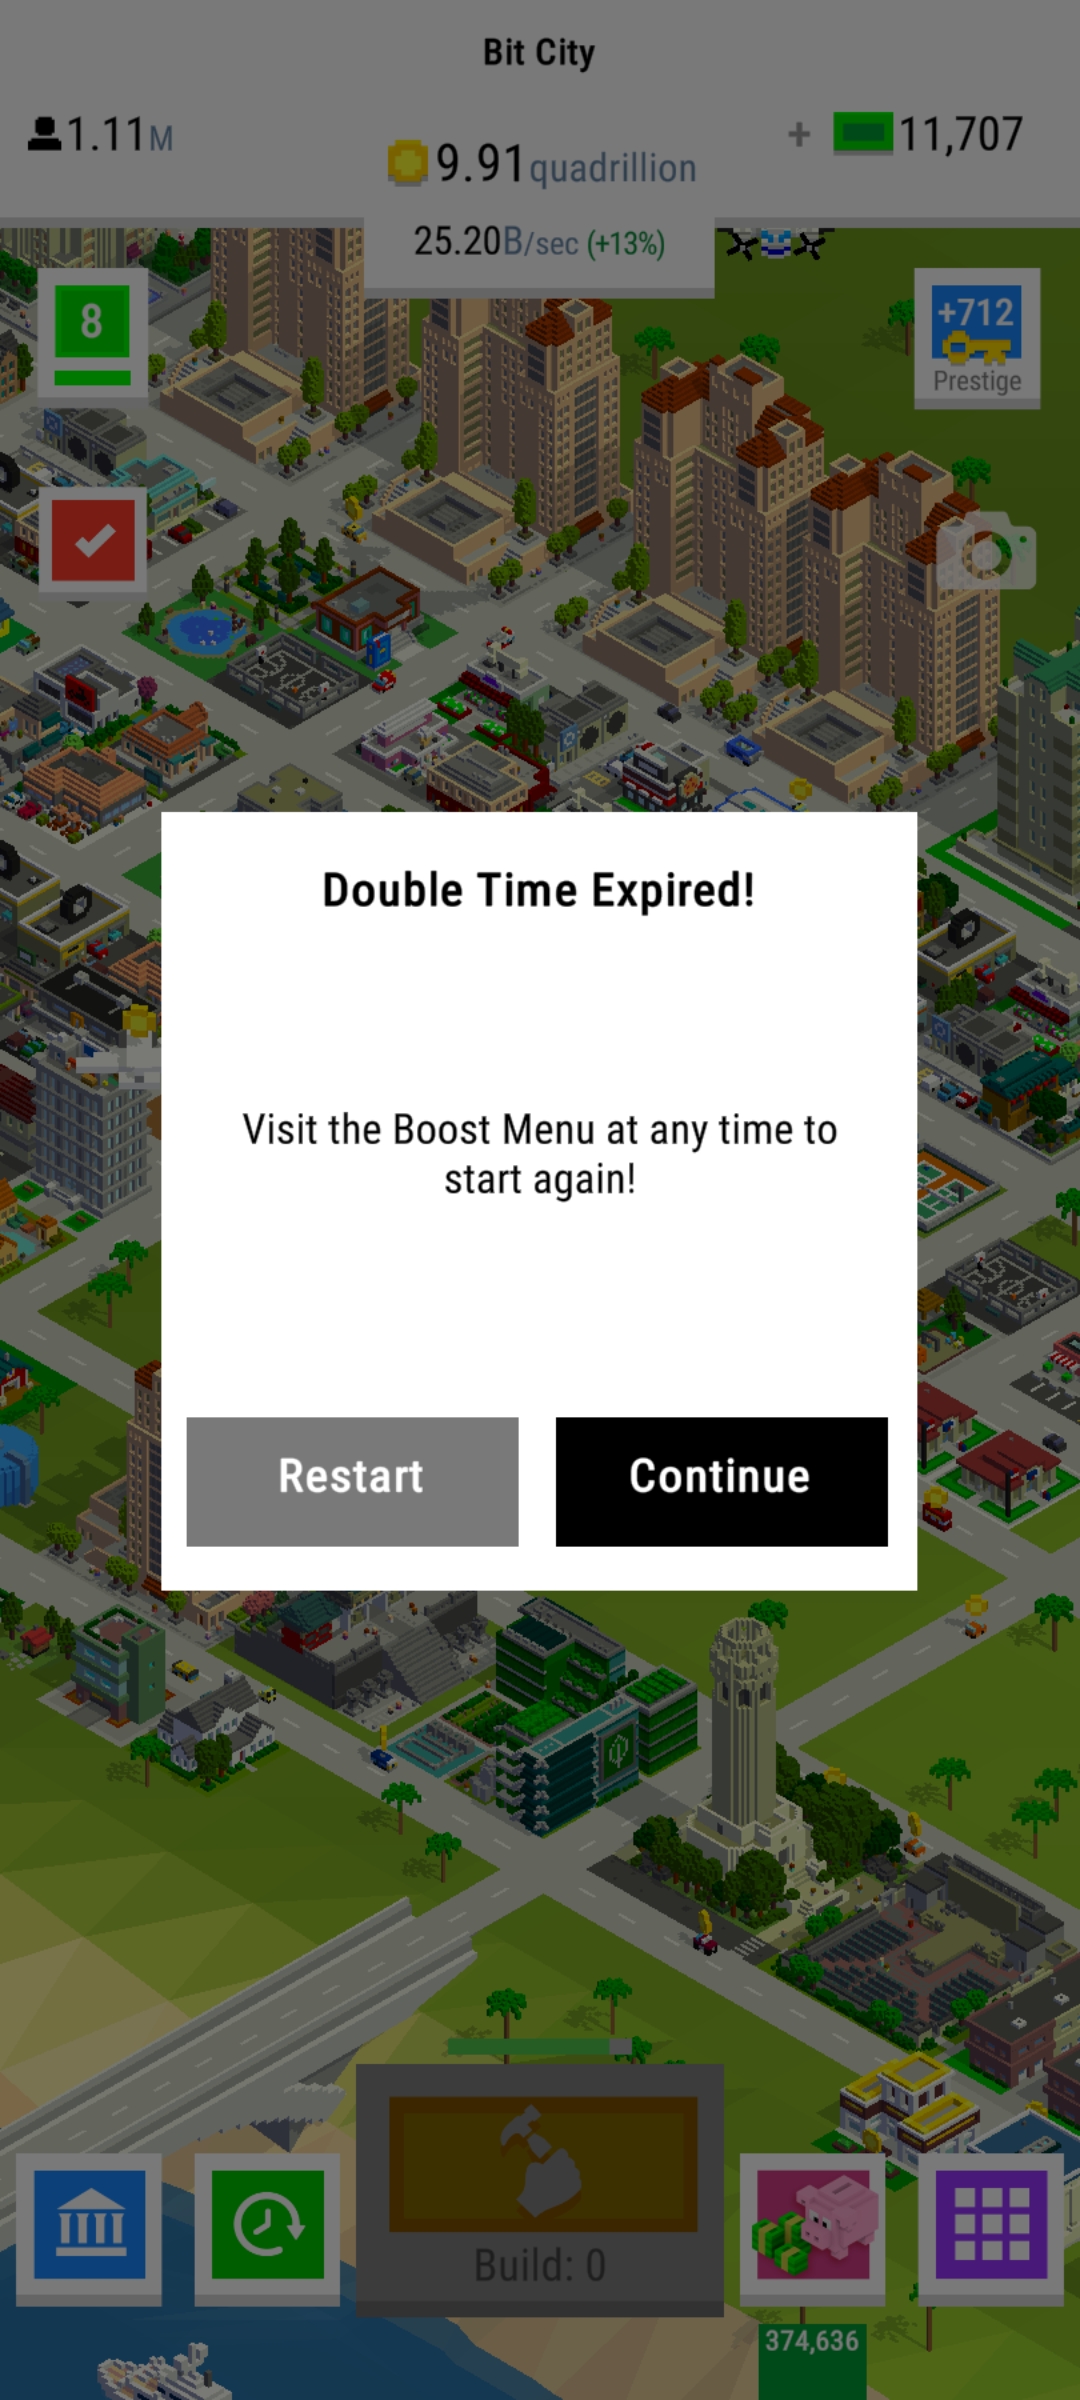 Bit City
1.11M
9.91quadrillion
+ 11,707
25.20B/sec (+13%)
8
+712
Prestige
Double Time Expired!
Visit the Boost Menu at any time to
start again!
Restart
Continue
Build: 0
374,636